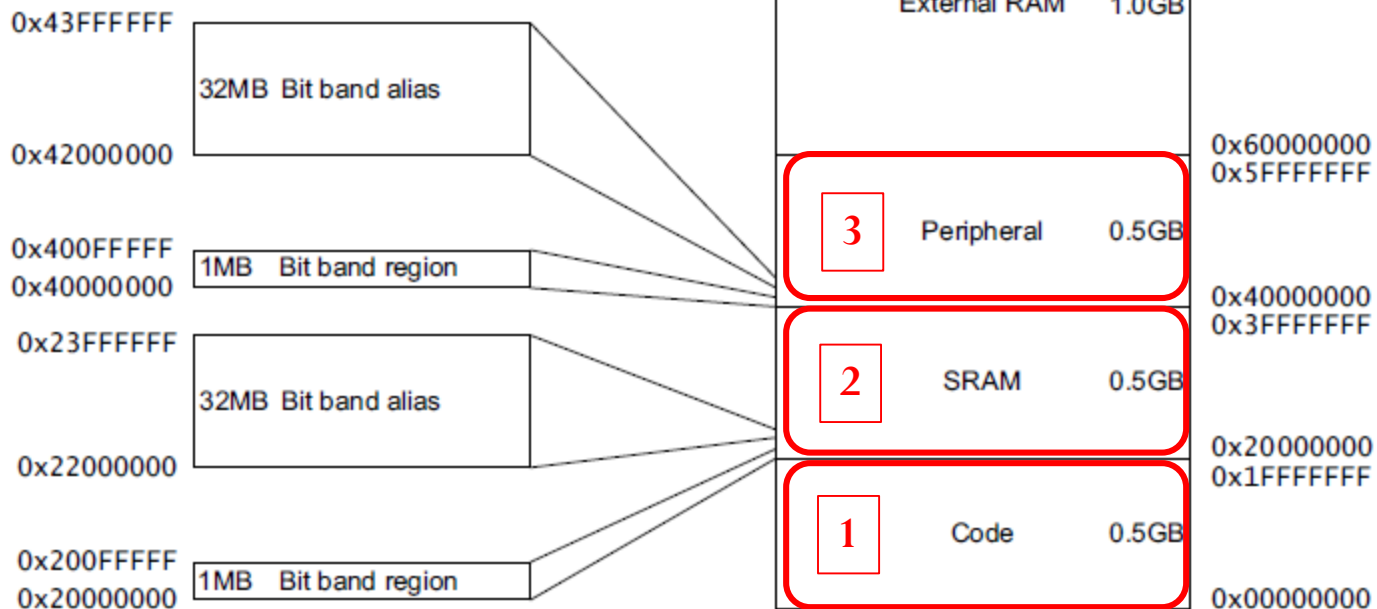 External RAM 1.0GB
0x43FFFFFF
32MB Bit band alias
0x42000000
0x60000000
0x5FFFFFFF
3 Peripheral 0.5GB
0x400FFFFF
1MB Bit band region
0x40000000
0x40000000
0x3FFFFFFF
0x23FFFFFF
2 SRAM 0.5GB
32MB Bit band alias
0x22000000
0x20000000
0x1FFFFFFF
1 Code 0.5GB
0x200FFFFF
1MB Bit band region
0x20000000
0x00000000